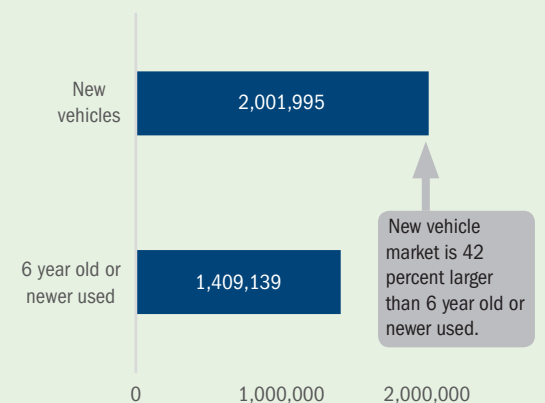 New
vehicles
2,001,995
New vehicle
market is 42
percent larger
than 6 year old or
newer used.
6 year old or
newer used
1,409,139
0
1,000,000
2,000,000